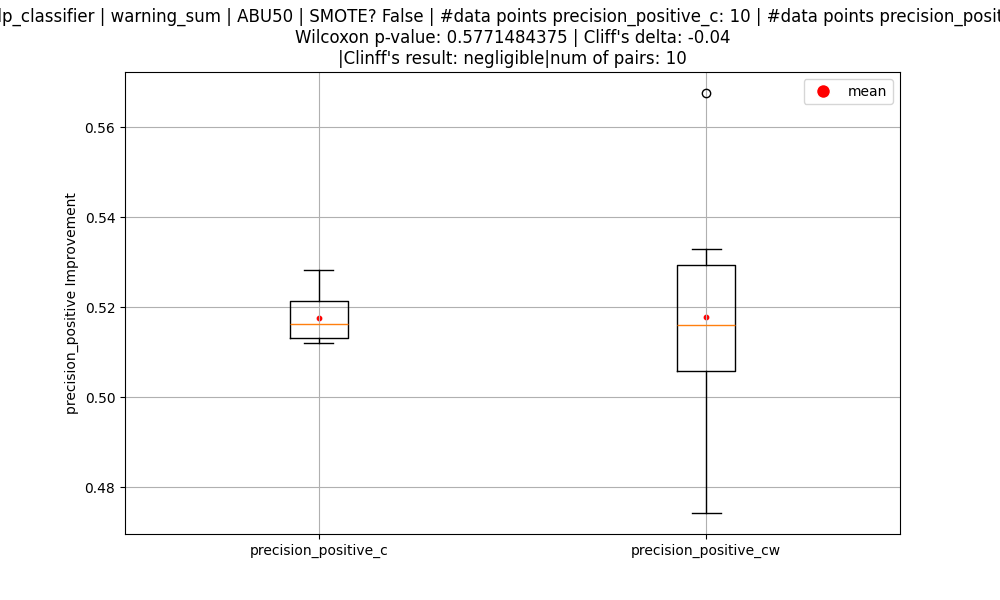 lp_classifier | warning_sum | ABU50 | SMOTE? False | #data points precision_positive_c: 10 | #data points precision_posit
Wilcoxon p-value: 0.5771484375 | Cliff's delta: -0.04
|Clinff's result: negligible|num of pairs: 10
mean
0.56
0.54
0.52
0.50
0.48
precision_positive Improvement
precision_positive_c
precision_positive_cw